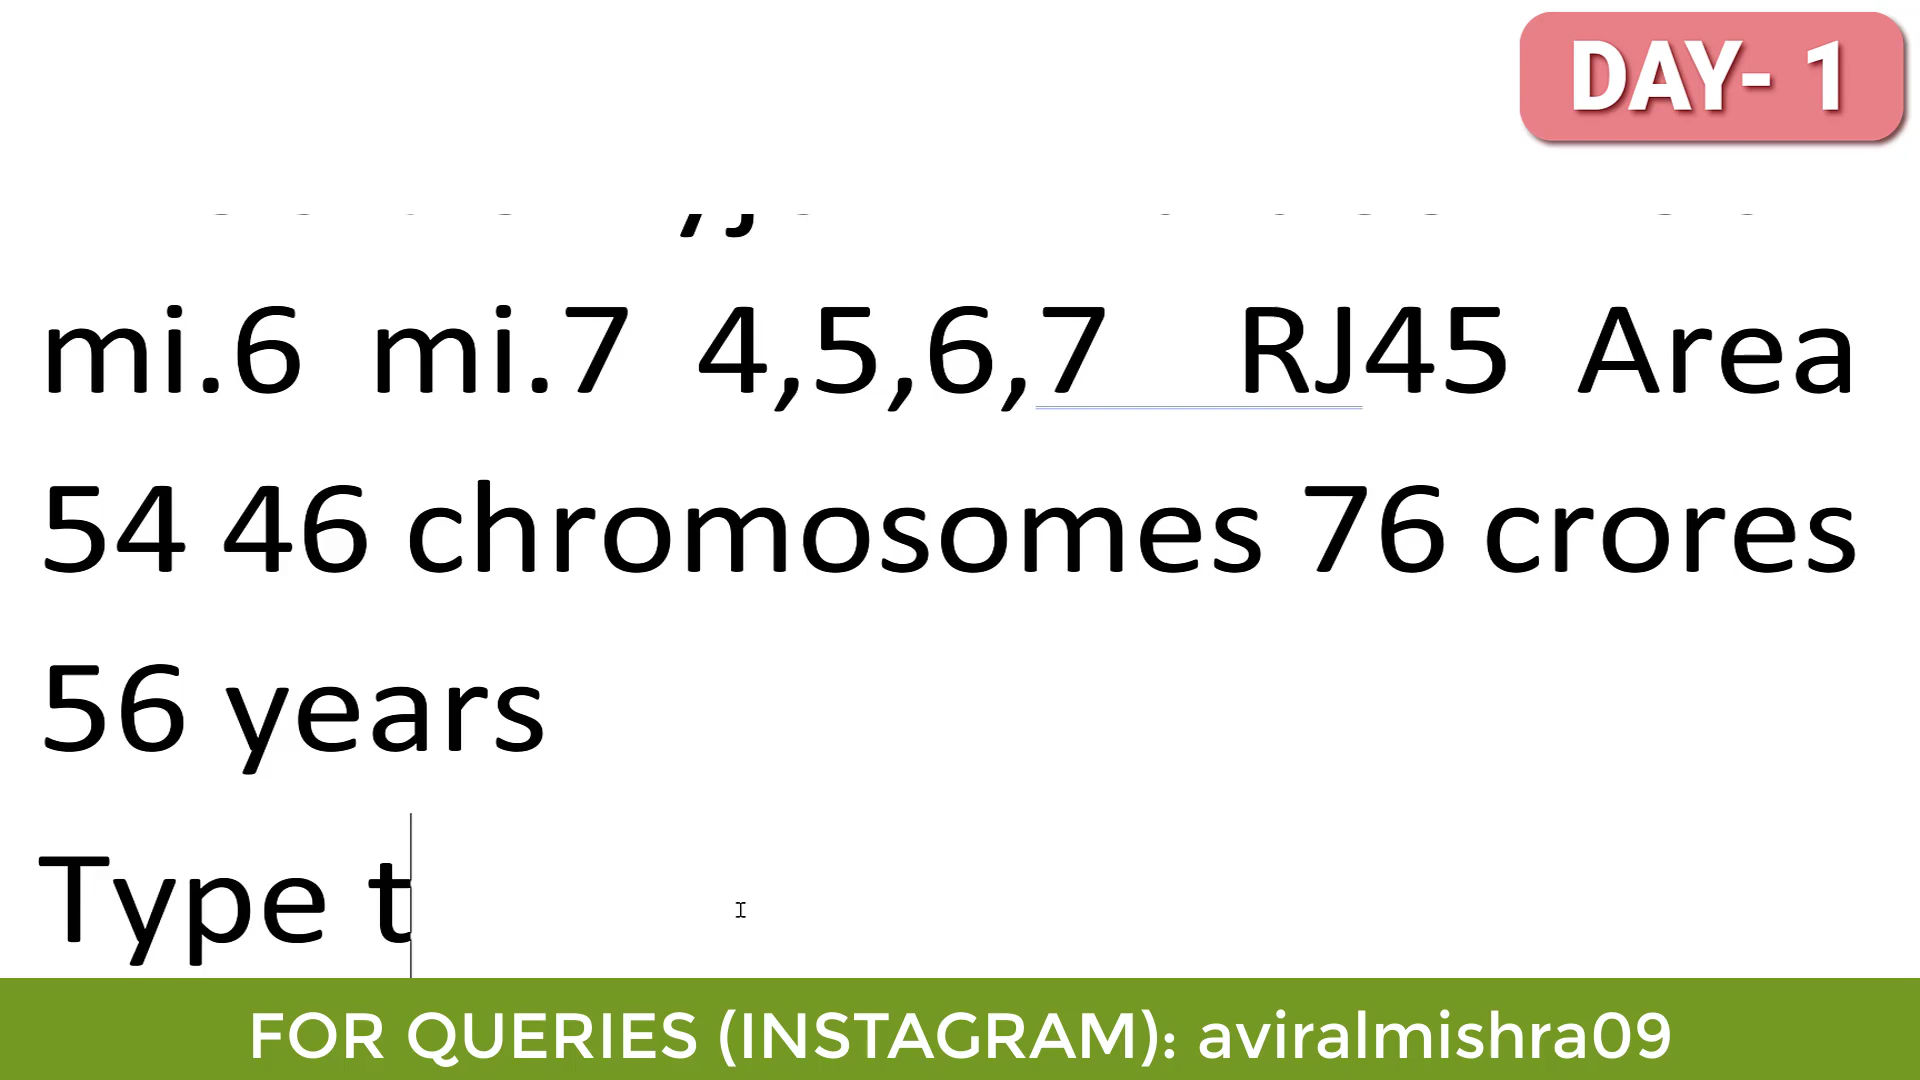 DAY- 1
mi.6 mi.7 4,5,6,7 RJ45 Area
54 46 chromosomes 76 crores
56 years
Type t
FOR QUERIES (INSTAGRAM): aviralmishra09